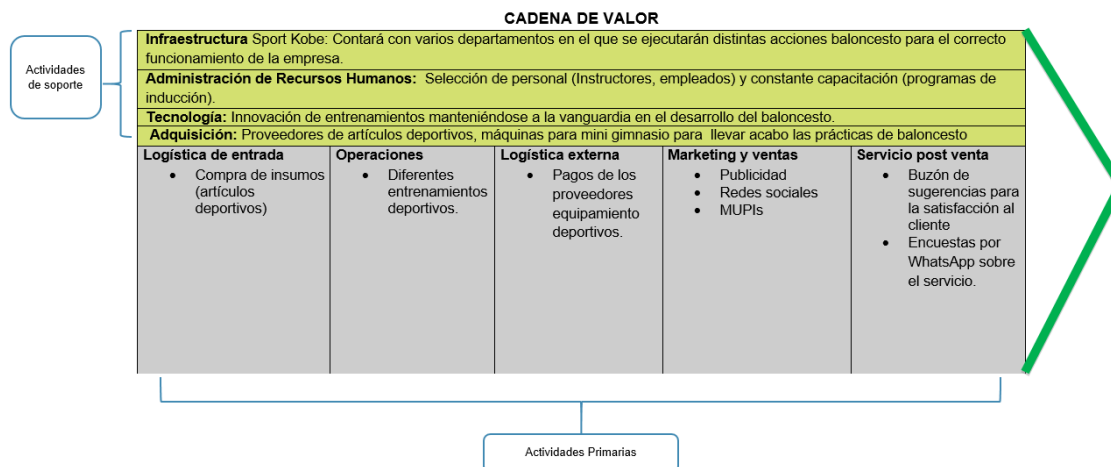 CADENA DE VALOR
Actividades
de soporte
Infraestructura Sport Kobe: Contará con varios departamentos en el que se ejecutarán distintas acciones baloncesto para el correcto
funcionamiento de la empresa.
Administración de Recursos Humanos: Selección de personal (Instructores, empleados) y constante capacitación (programas de
inducción).
Tecnología: Innovación de entrenamientos manteniéndose a la vanguardia en el desarrollo del baloncesto.
Adquisición: Proveedores de artículos deportivos, máquinas para mini gimnasio para llevar acabo las prácticas de baloncesto
Logística de entrada
• Compra de insumos
(artículos
deportivos)
Operaciones
• Diferentes
entrenamientos
deportivos.
Logística externa
• Pagos de los
proveedores
equipamiento
deportivos.
Marketing y ventas
• Publicidad
• Redes sociales
• MUPIs
Servicio post venta
• Buzón de
sugerencias para
la satisfacción al
cliente
• Encuestas por
WhatsApp sobre
el servicio.
Actividades Primarias